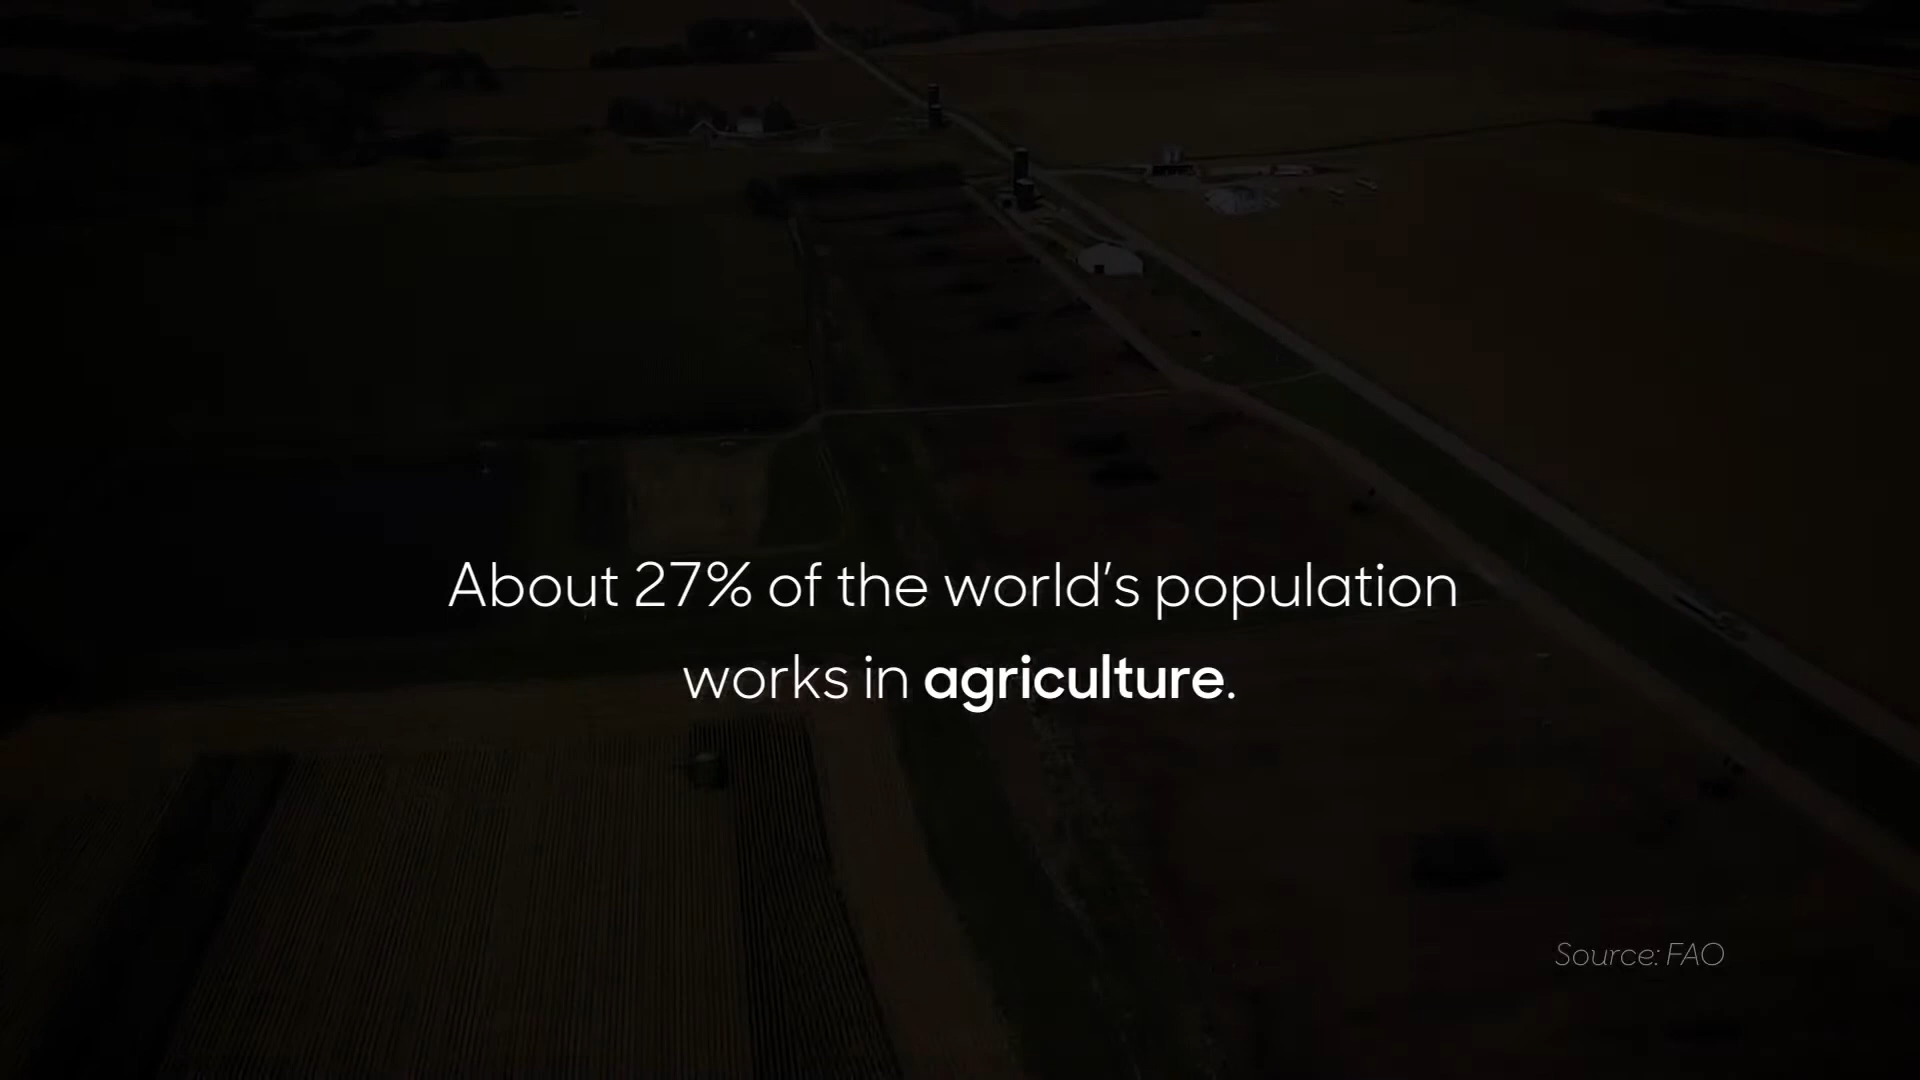 About 27% of the world’s population
works in agriculture.
Source: FAO